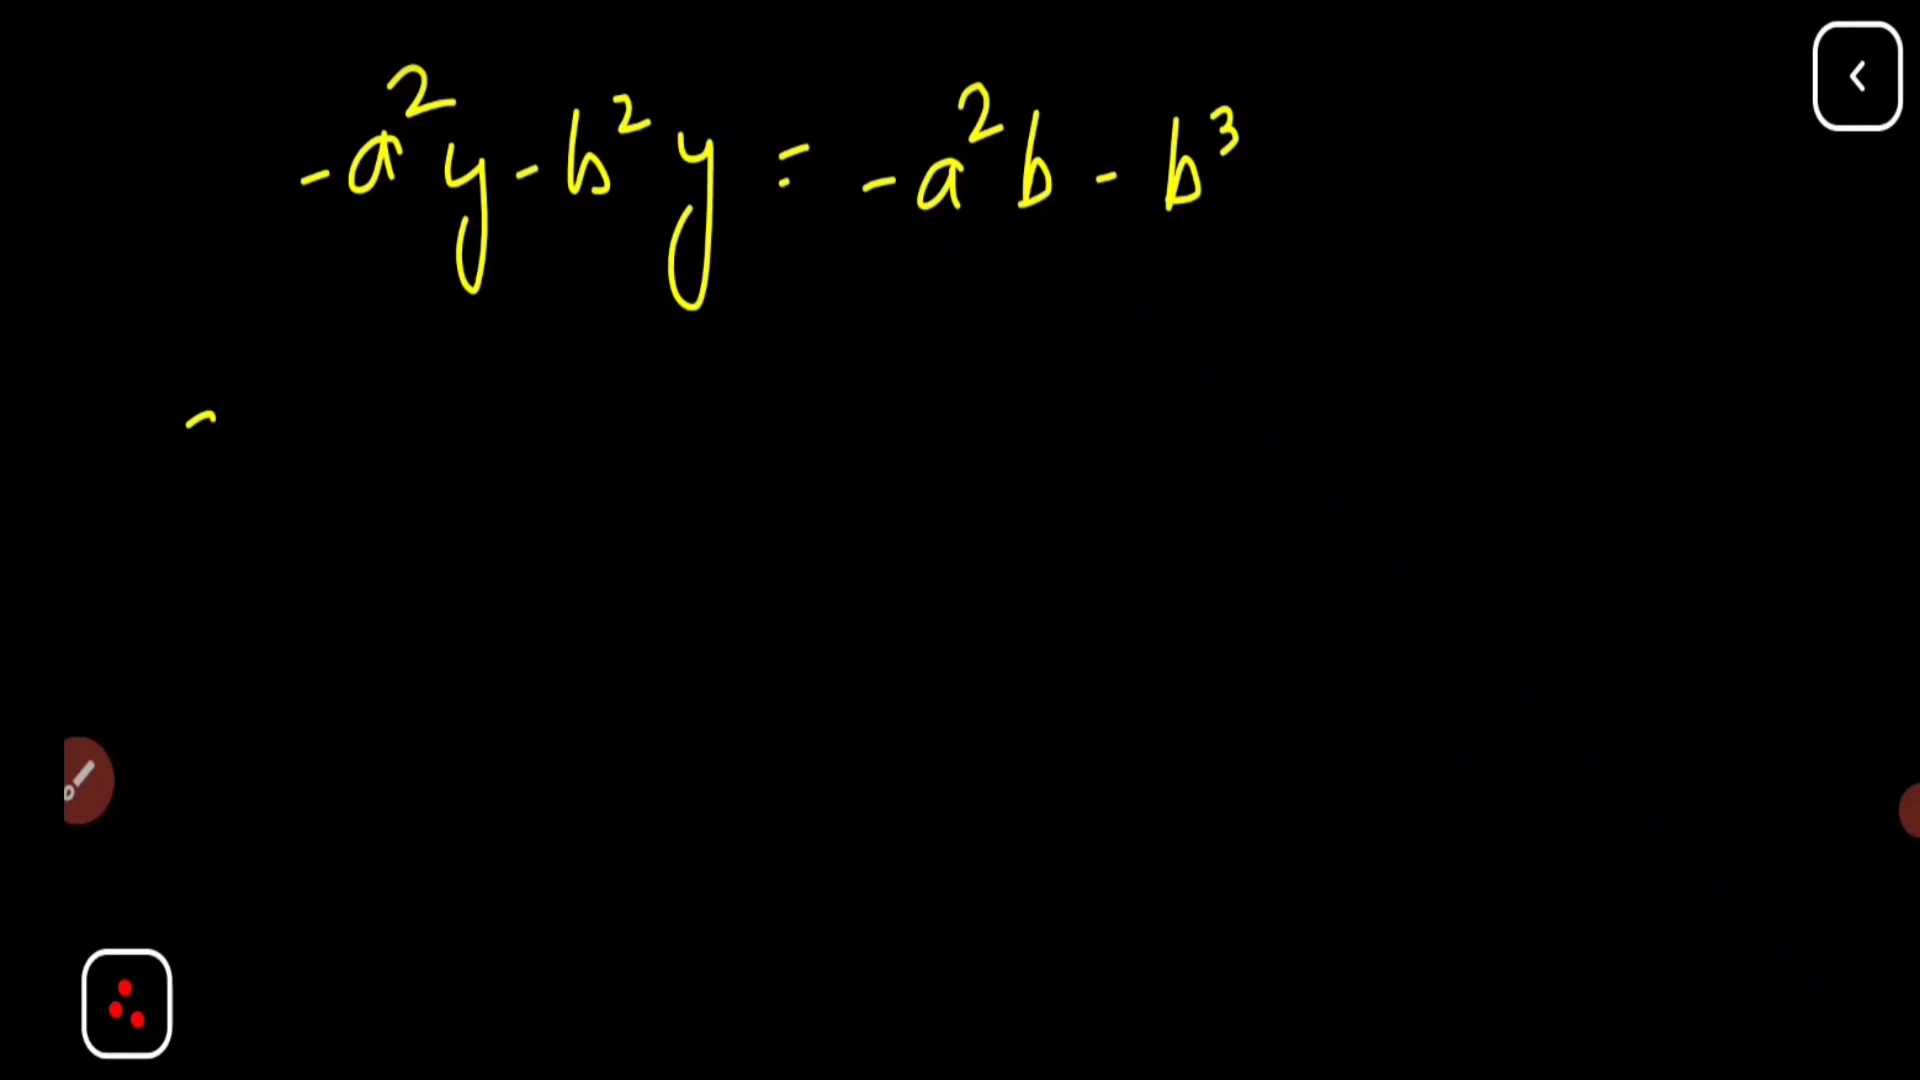 -a²y-b²y = -a²b - b³
-